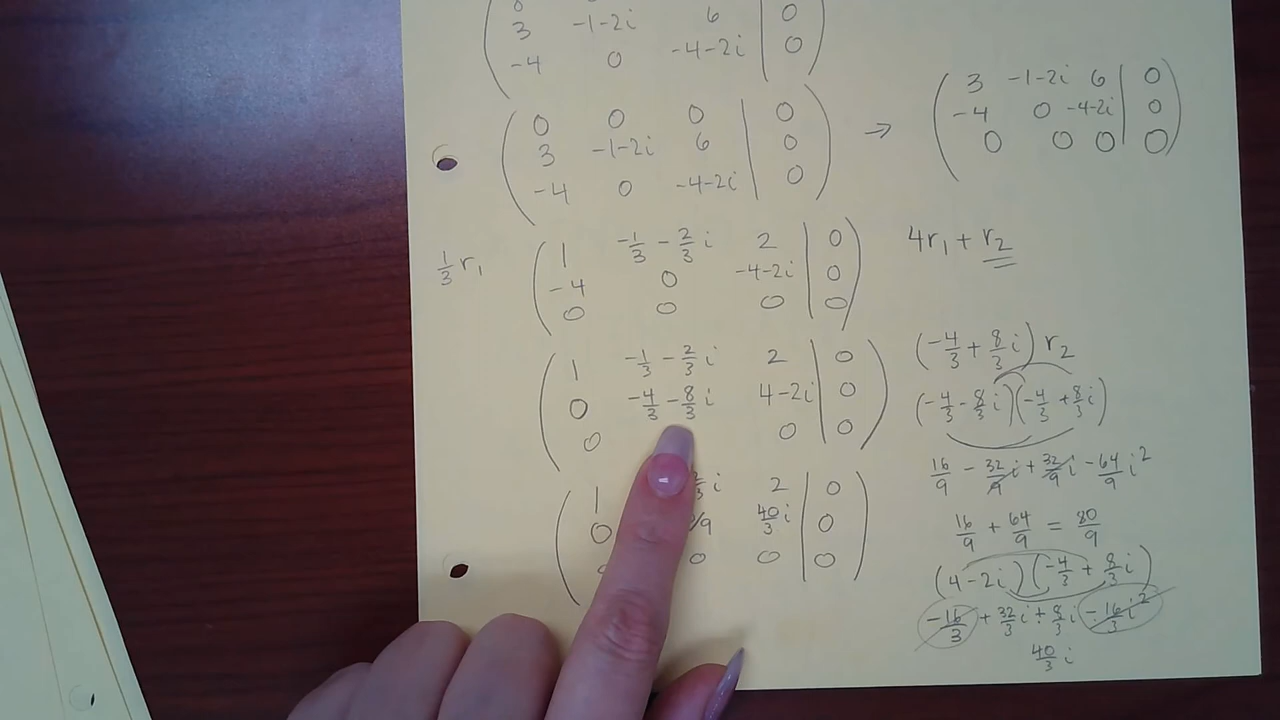 3 -1-2i 6 | 0
-4 0 -4-2i | 0
0 0 0 | 0
3 -1-2i 6 | 0
-4 0 -4-2i | 0
→
3 -1-2i 6 | 0
-4 0 -4-2i | 0
0 0 0 | 0
1/3 r₁
1 -1/3 - 2/3 i 2 | 0
-4 0 -4-2i | 0
0 0 0 | 0
4r₁ + r₂
1 -1/3 - 2/3 i 2 | 0
0 -4/3 - 8/3 i 4-2i | 0
0 0 | 0
(-4/3 + 8/3 i) r₂
(-4/3 - 8/3 i)(-4/3 + 8/3 i)
16/9 - 32/9 i + 32/9 i - 64/9 i²
16/9 + 64/9 = 80/9
(4-2i)(-4/3 + 8/3 i)
-16/3 + 32/3 i + 8/3 i - 16/3 i²
40/3 i
1 i 2 | 0
0 /9 40/3 i | 0
0 0 | 0